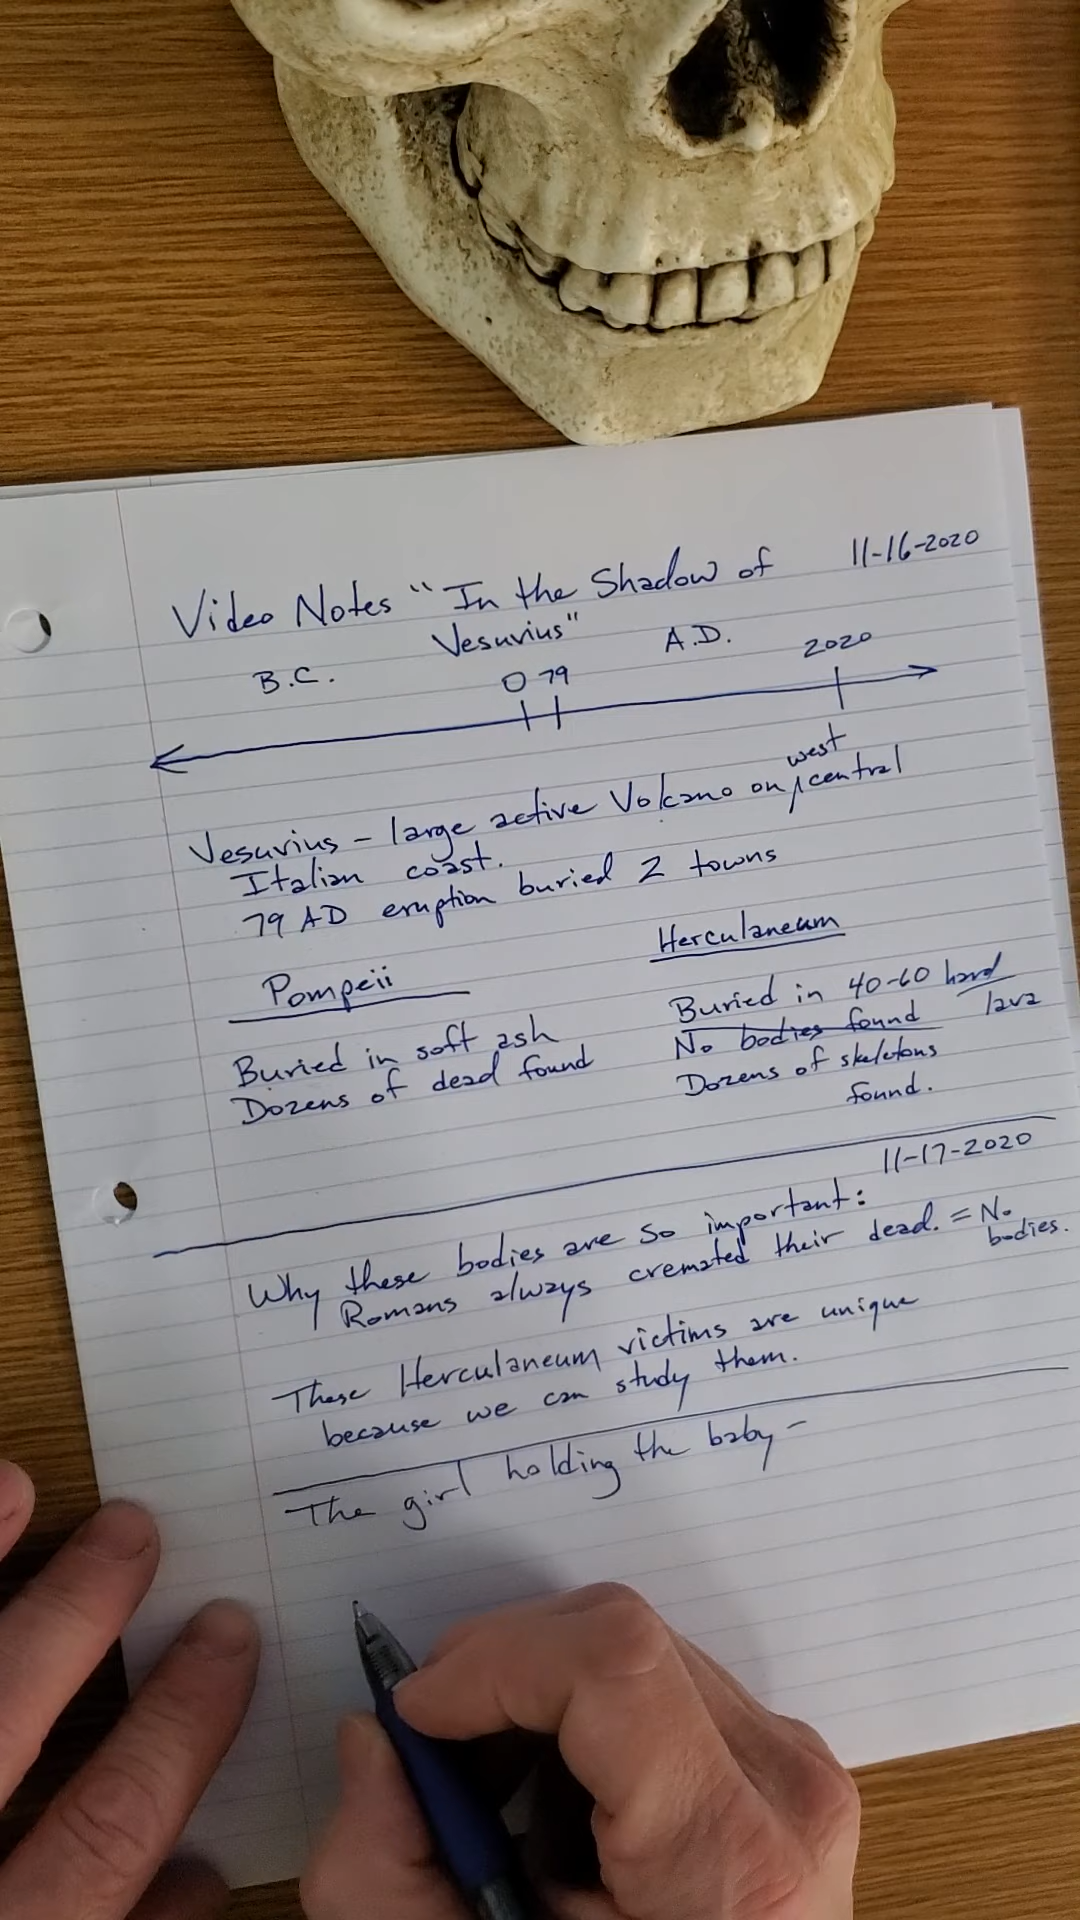 Video Notes "In the Shadow of 11-16-2020
Vesuvius"
B.C. 0 79 A.D. 2020
Vesuvius - large active Volcano on west central
Italian coast.
79 AD eruption buried 2 towns
Pompeii Herculaneum
Buried in soft ash Buried in 40-60 hard lava
Dozens of dead found No bodies found
Dozens of skeletons
found.
11-17-2020
Why these bodies are so important:
Romans always cremated their dead. = No bodies.
These Herculaneum victims are unique
because we can study them.
The girl holding the baby -